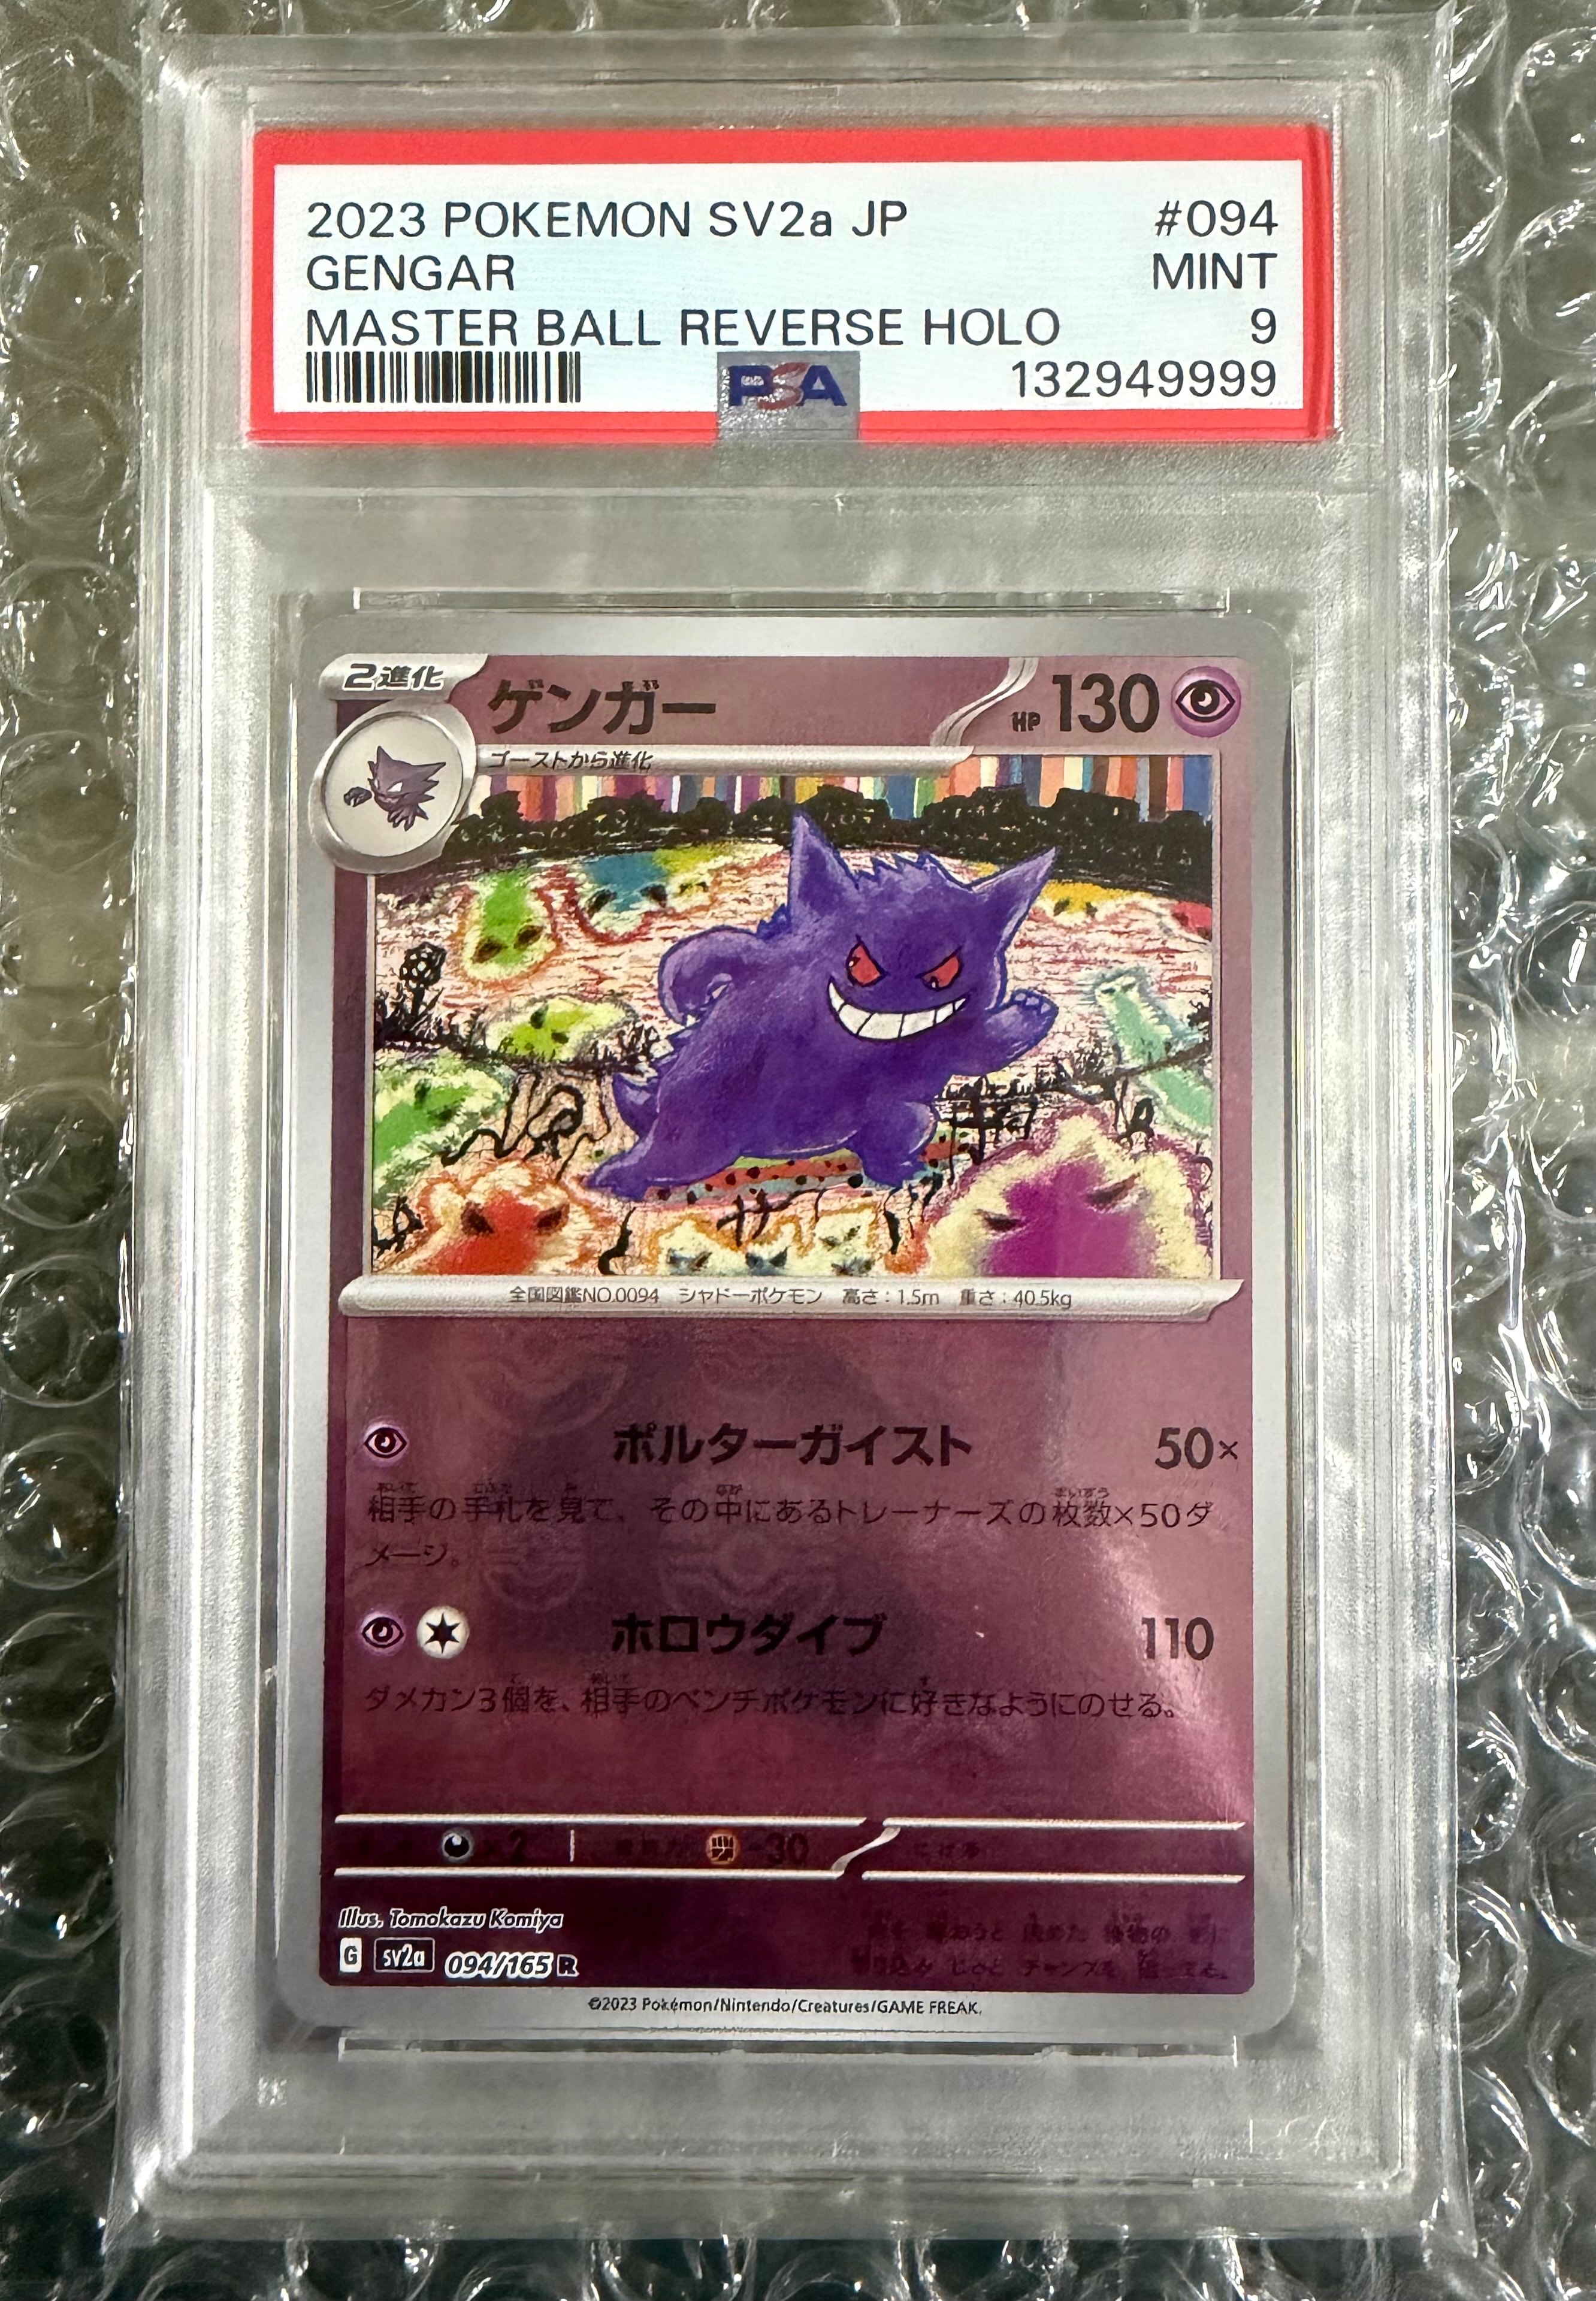 2023 POKEMON SV2a JP #094
GENGAR MINT
MASTER BALL REVERSE HOLO 9
PSA 132949999
2進化
ゲンガー HP 130
ゴーストから進化
全国図鑑NO.0094 シャドーポケモン 高さ：1.5m 重さ：40.5kg
ポルターガイスト 50×
相手の手札を見て、その中にあるトレーナーズの枚数×50ダ
メージ。
ホロウダイブ 110
ダメカン3個を、相手のベンチポケモンに好きなようにのせる。
×2 -30
Illus. Tomokazu Komiya
G sv2a 094/165 R
©2023 Pokémon/Nintendo/Creatures/GAME FREAK.